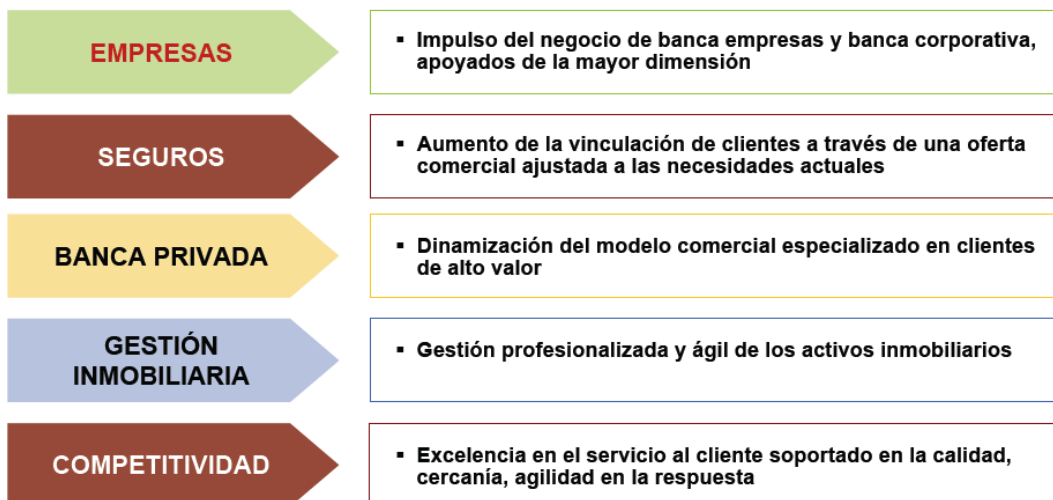 EMPRESAS
▪ Impulso del negocio de banca empresas y banca corporativa,
apoyados de la mayor dimensión
SEGUROS
▪ Aumento de la vinculación de clientes a través de una oferta
comercial ajustada a las necesidades actuales
BANCA PRIVADA
▪ Dinamización del modelo comercial especializado en clientes
de alto valor
GESTIÓN
INMOBILIARIA
▪ Gestión profesionalizada y ágil de los activos inmobiliarios
COMPETITIVIDAD
▪ Excelencia en el servicio al cliente soportado en la calidad,
cercanía, agilidad en la respuesta